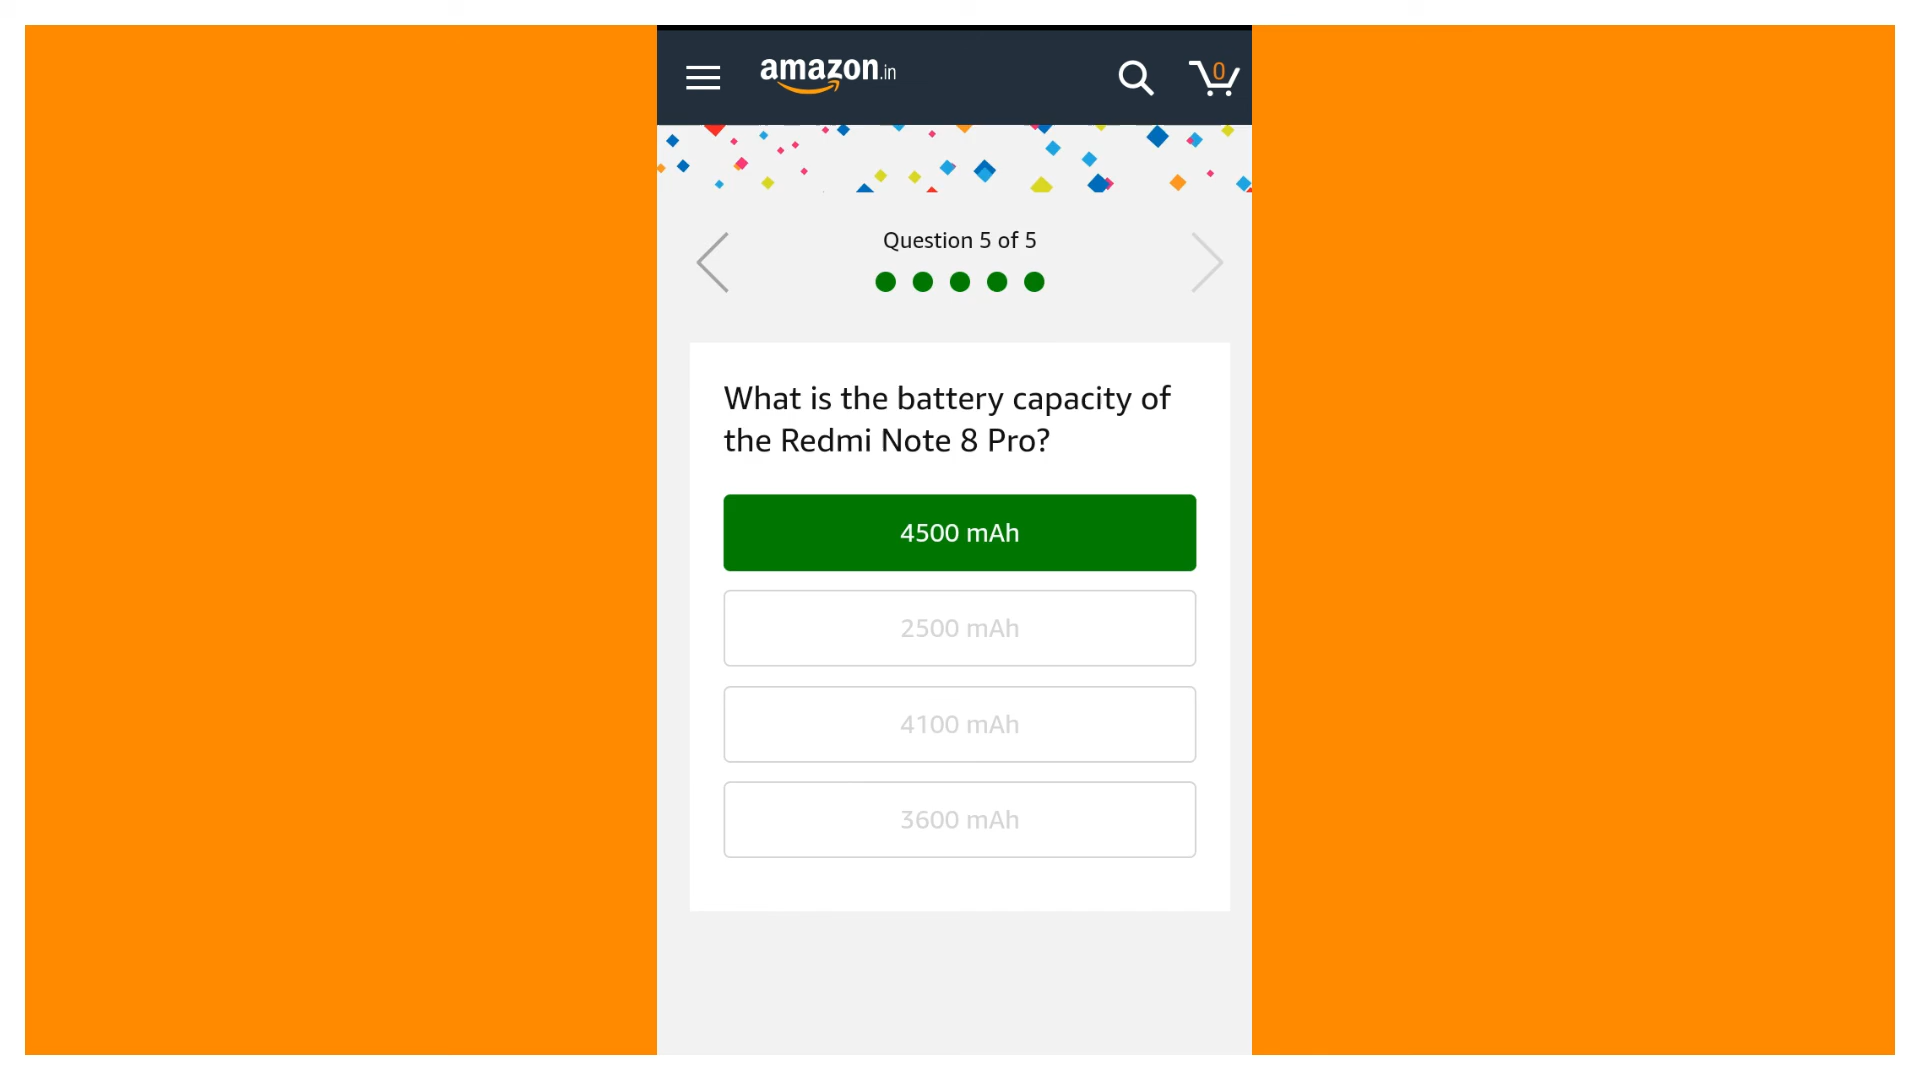 amazon.in
0
Question 5 of 5
What is the battery capacity of
the Redmi Note 8 Pro?
4500 mAh
2500 mAh
4100 mAh
3600 mAh